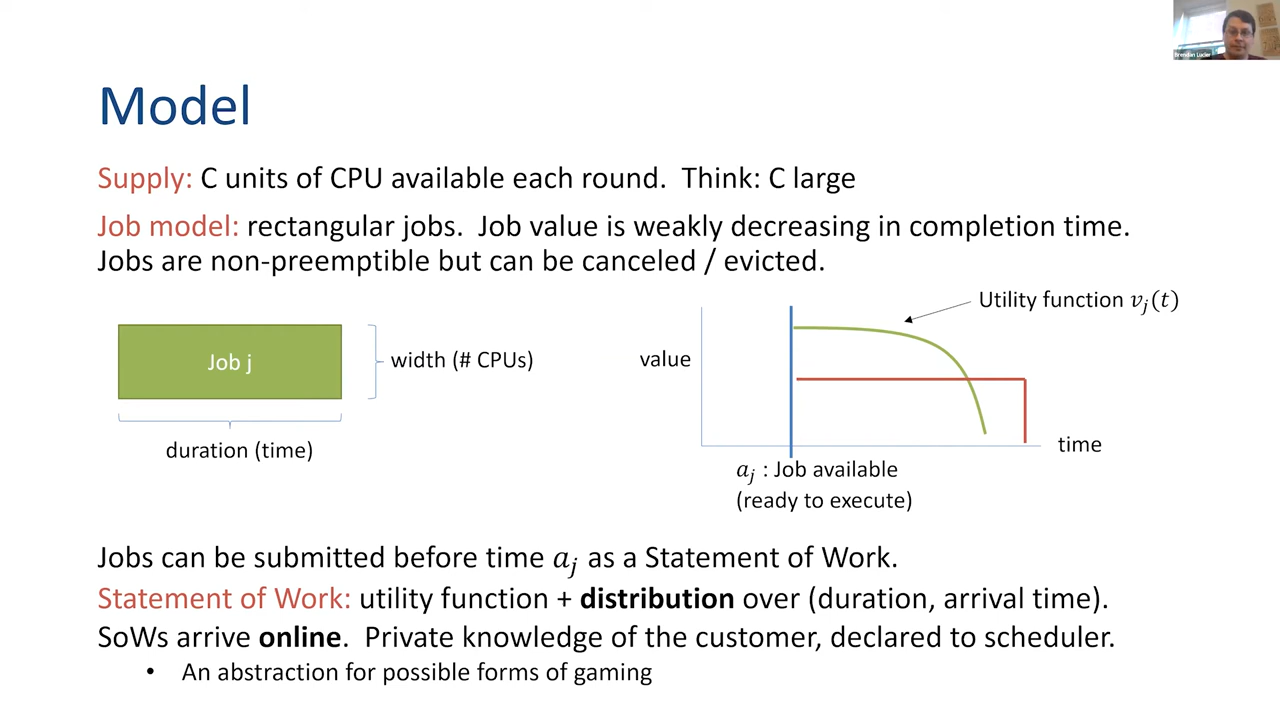 Brendan Lucier
Model
Supply: C units of CPU available each round. Think: C large
Job model: rectangular jobs. Job value is weakly decreasing in completion time.
Jobs are non-preemptible but can be canceled / evicted.
Utility function vⱼ(t)
Job j
width (# CPUs)
value
duration (time)
time
aⱼ : Job available
(ready to execute)
Jobs can be submitted before time aⱼ as a Statement of Work.
Statement of Work: utility function + distribution over (duration, arrival time).
SoWs arrive online. Private knowledge of the customer, declared to scheduler.
• An abstraction for possible forms of gaming